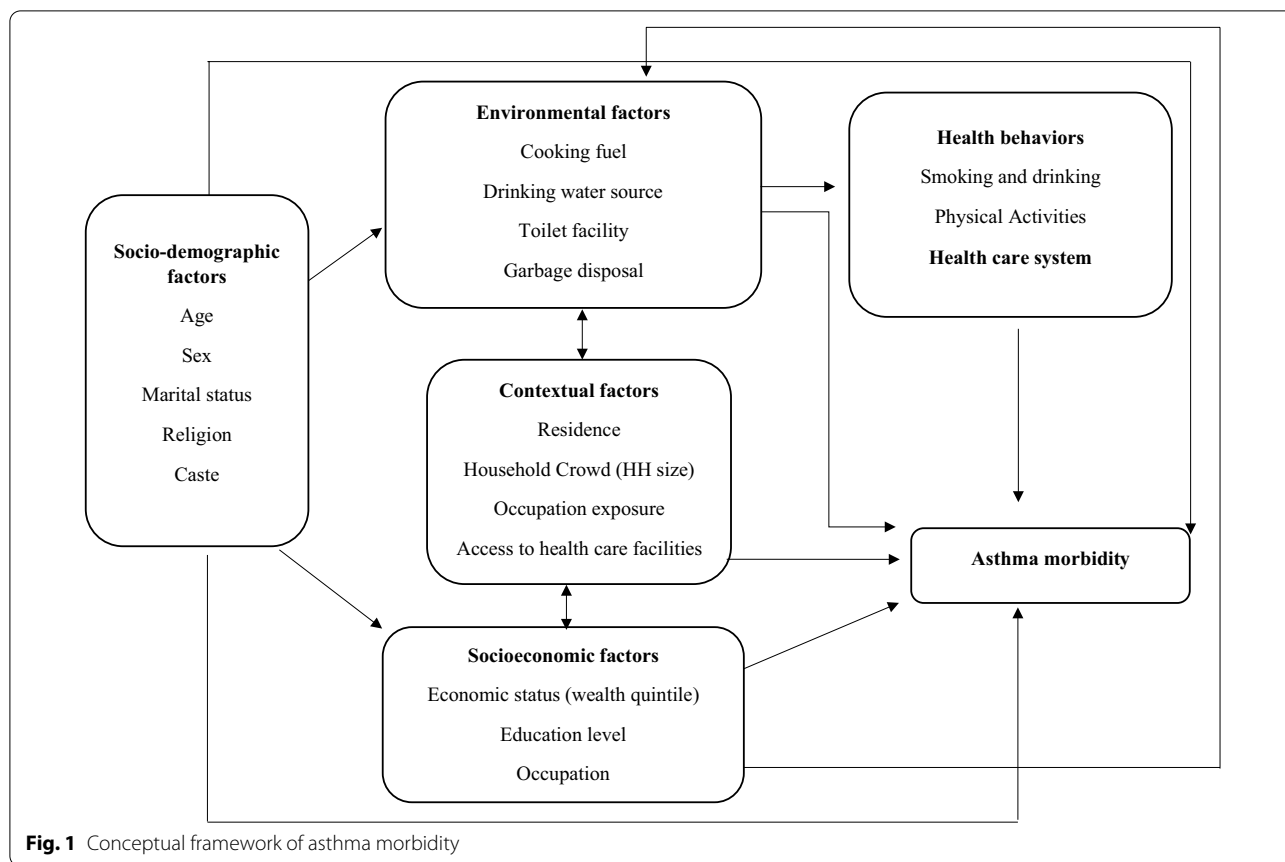 Socio-demographic
factors
Age
Sex
Marital status
Religion
Caste
Environmental factors
Cooking fuel
Drinking water source
Toilet facility
Garbage disposal
Contextual factors
Residence
Household Crowd (HH size)
Occupation exposure
Access to health care facilities
Socioeconomic factors
Economic status (wealth quintile)
Education level
Occupation
Health behaviors
Smoking and drinking
Physical Activities
Health care system
Asthma morbidity
Fig. 1 Conceptual framework of asthma morbidity